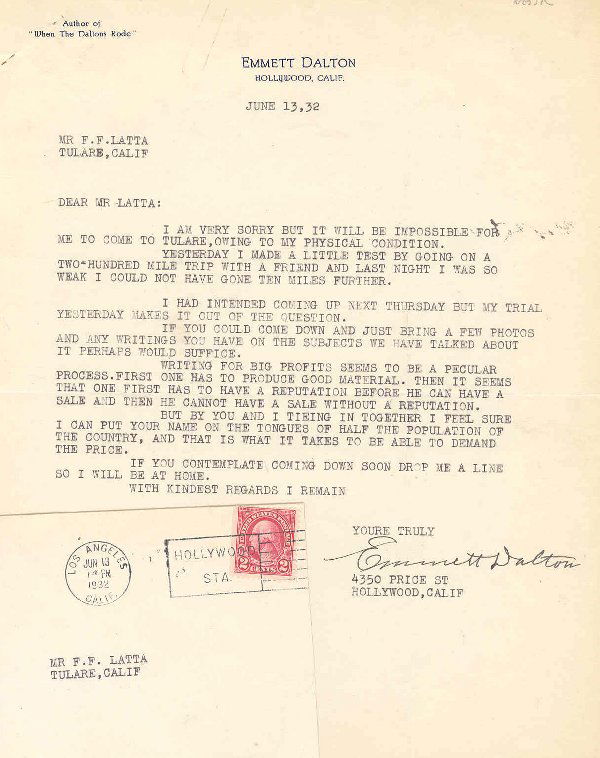 Author of
"When The Daltons Rode"
EMMETT DALTON
HOLLYWOOD, CALIF.
JUNE 13,32
MR F.F.LATTA
TULARE,CALIF
DEAR MR LATTA:
I AM VERY SORRY BUT IT WILL BE IMPOSSIBLE FOR
ME TO COME TO TULARE,OWING TO MY PHYSICAL CONDITION.
YESTERDAY I MADE A LITTLE TEST BY GOING ON A
TWO-HUNDRED MILE TRIP WITH A FRIEND AND LAST NIGHT I WAS SO
WEAK I COULD NOT HAVE GONE TEN MILES FURTHER.
I HAD INTENDED COMING UP NEXT THURSDAY BUT MY TRIAL
YESTERDAY MAKES IT OUT OF THE QUESTION.
IF YOU COULD COME DOWN AND JUST BRING A FEW PHOTOS
AND ANY WRITINGS YOU HAVE ON THE SUBJECTS WE HAVE TALKED ABOUT
IT PERHAPS WOULD SUFFICE.
WRITING FOR BIG PROFITS SEEMS TO BE A PECULAR
PROCESS.FIRST ONE HAS TO PRODUCE GOOD MATERIAL. THEN IT SEEMS
THAT ONE FIRST HAS TO HAVE A REPUTATION BEFORE HE CAN HAVE A
SALE AND THEN HE CANNOT HAVE A SALE WITHOUT A REPUTATION.
BUT BY YOU AND I TIEING IN TOGETHER I FEEL SURE
I CAN PUT YOUR NAME ON THE TONGUES OF HALF THE POPULATION OF
THE COUNTRY, AND THAT IS WHAT IT TAKES TO BE ABLE TO DEMAND
THE PRICE.
IF YOU CONTEMPLATE COMING DOWN SOON DROP ME A LINE
SO I WILL BE AT HOME.
WITH KINDEST REGARDS I REMAIN
YOURE TRULY
Emmett Dalton
4350 PRICE ST
HOLLYWOOD,CALIF
LOS ANGELES
JUN 13
PM
1932
CALIF.
HOLLYWOOD
STA.
2 CENTS 2
MR F.F. LATTA
TULARE,CALIF